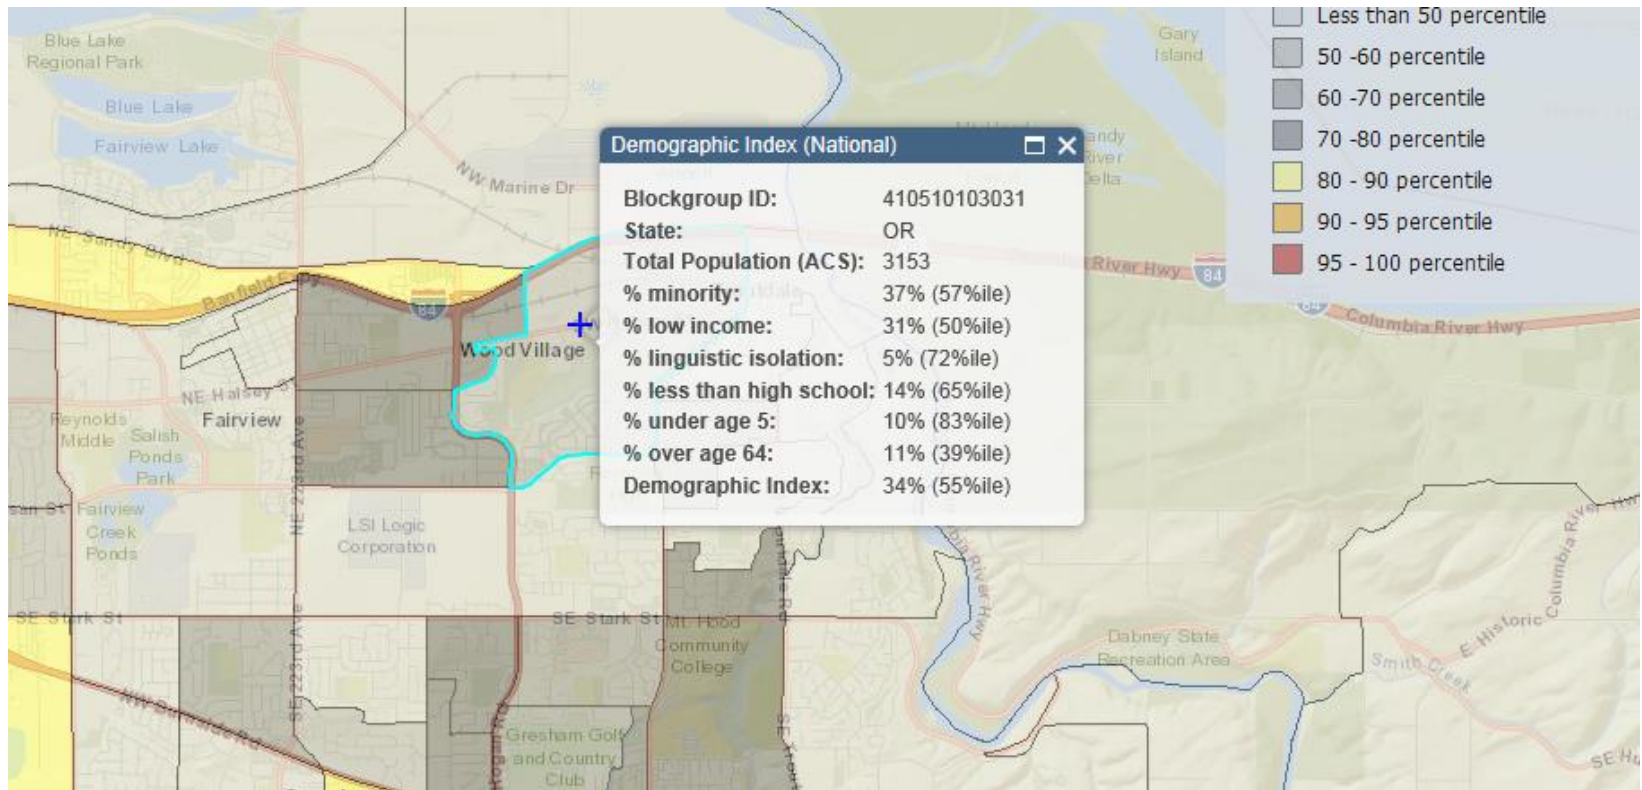 Blue Lake
Regional Park
Blue Lake
Fairview Lake
NW Marine Dr
NE Sandy Blvd
Banfield Expy
84
Wood Village
NE Halsey St
Fairview
Reynolds
Middle
Salish
Ponds
Park
NE 223rd Ave
Fairview
Creek
Ponds
LSI Logic
Corporation
SE Stark St
SE 223rd Ave
SE Stark St
Mt Hood
Community
College
Gresham Golf
and Country
Club
Gary
Island
River Hwy
84
Columbia River Hwy
Dabney State
Recreation Area
Smith Creek
E Historic Columbia River Hwy
Demographic Index (National)
Blockgroup ID: 410510103031
State: OR
Total Population (ACS): 3153
% minority: 37% (57%ile)
% low income: 31% (50%ile)
% linguistic isolation: 5% (72%ile)
% less than high school: 14% (65%ile)
% under age 5: 10% (83%ile)
% over age 64: 11% (39%ile)
Demographic Index: 34% (55%ile)
Less than 50 percentile
50 -60 percentile
60 -70 percentile
70 -80 percentile
80 - 90 percentile
90 - 95 percentile
95 - 100 percentile